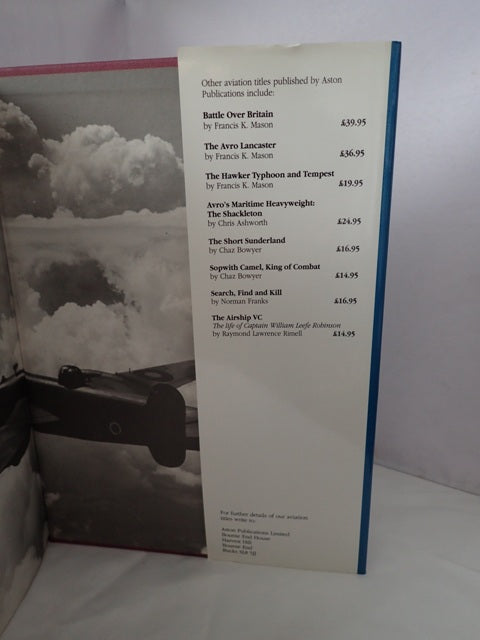 Other aviation titles published by Aston
Publications include:
Battle Over Britain
by Francis K. Mason £39.95
The Avro Lancaster
by Francis K. Mason £36.95
The Hawker Typhoon and Tempest
by Francis K. Mason £19.95
Avro's Maritime Heavyweight:
The Shackleton
by Chris Ashworth £24.95
The Short Sunderland
by Chaz Bowyer £16.95
Sopwith Camel, King of Combat
by Chaz Bowyer £14.95
Search, Find and Kill
by Norman Franks £16.95
The Airship VC
The life of Captain William Leefe Robinson
by Raymond Lawrence Rimell £14.95
For further details of our aviation
titles write to:
Aston Publications Limited
Bourne End House
Harvest Hill
Bourne End
Bucks SL8 5JJ